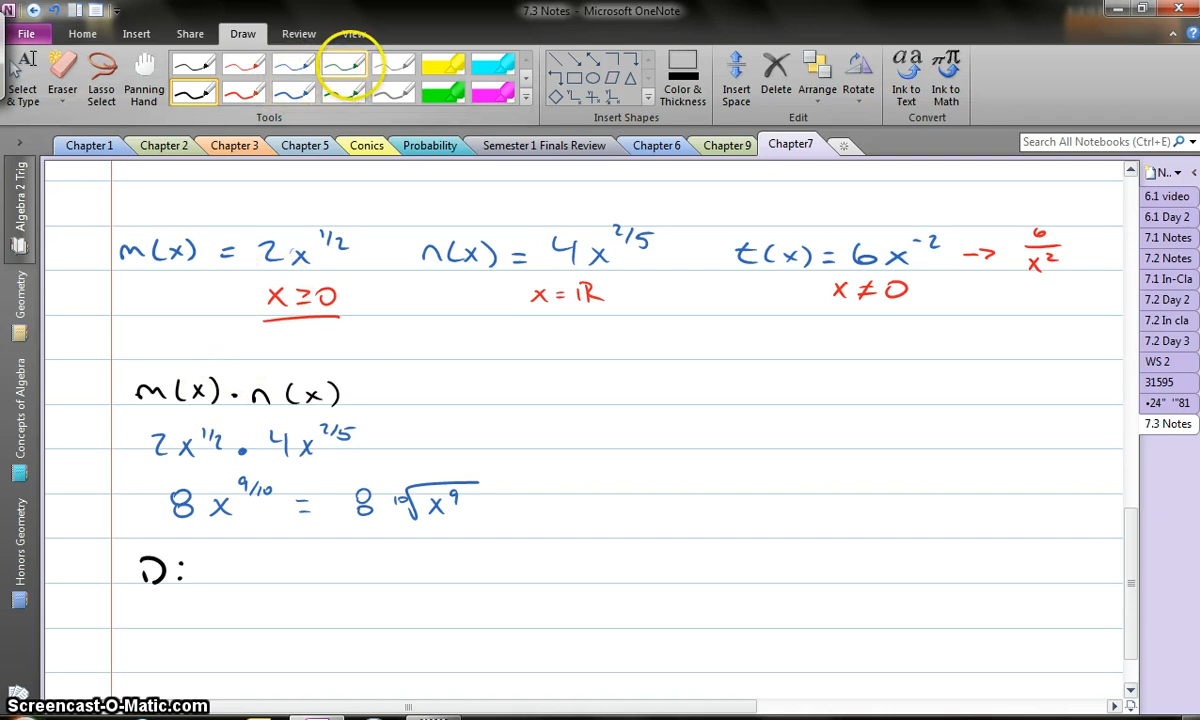 7.3 Notes - Microsoft OneNote
File Home Insert Share Draw Review View
Select & Type
Eraser
Lasso Select
Panning Hand
Color & Thickness
Insert Space
Delete
Arrange
Rotate
Ink to Text
Ink to Math
Tools
Insert Shapes
Edit
Convert
Chapter 1 Chapter 2 Chapter 3 Chapter 5 Conics Probability Semester 1 Finals Review Chapter 6 Chapter 9 Chapter7
Search All Notebooks (Ctrl+E)
Algebra 2 Trig
Geometry
Concepts of Algebra
Honors Geometry
m(x) = 2x^1/2 n(x) = 4x^2/5 t(x) = 6x^-2 → 6/x^2
x ≥ 0 x = ℝ x ≠ 0
m(x) · n(x)
2x^1/2 · 4x^2/5
8x^9/10 = 8 ¹⁰√x^9
D:
N..
6.1 video
6.1 Day 2
7.1 Notes
7.2 Notes
7.1 In-Cla
7.2 Day 2
7.2 In cla
7.2 Day 3
WS 2
31595
•24" '"81
7.3 Notes
Screencast-O-Matic.com